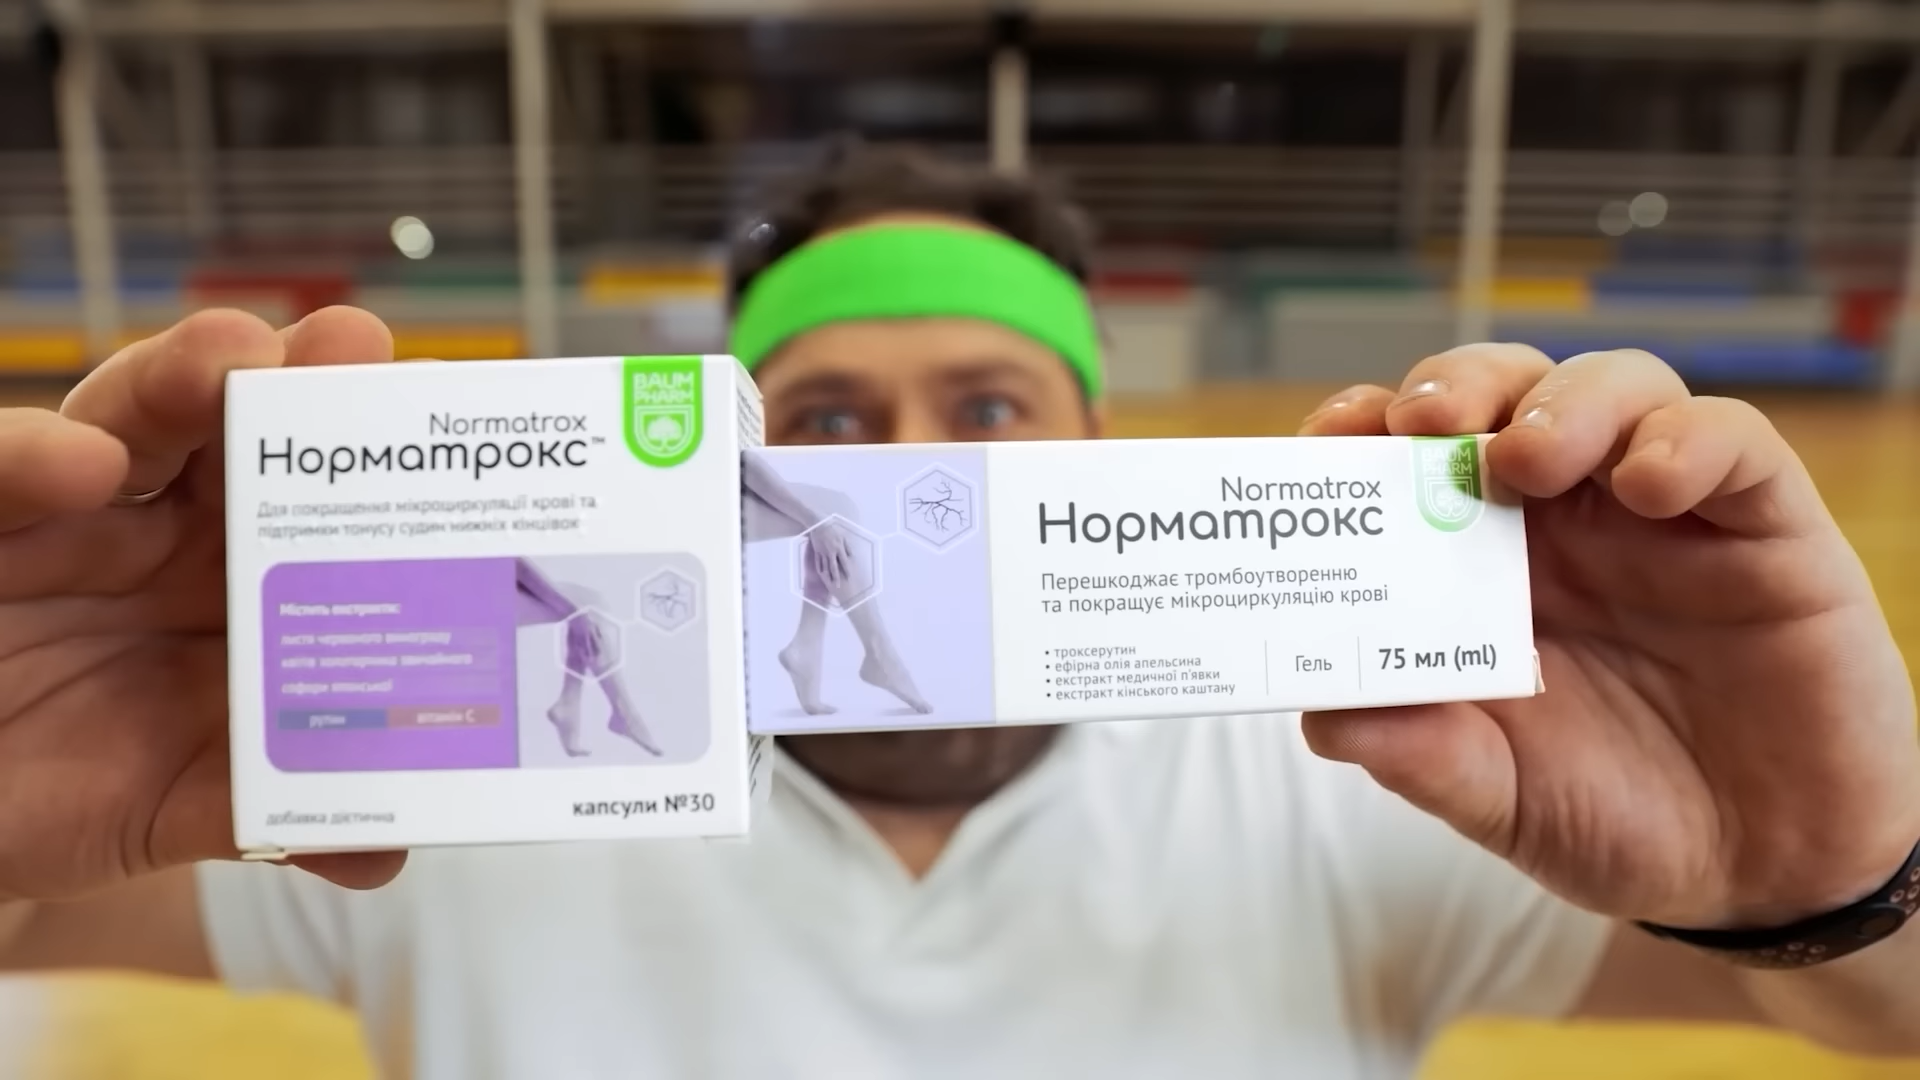 Normatrox
Норматрокс™
BAUM
PHARM
Для покращення мікроциркуляції крові та
підтримки тонусу судин нижніх кінцівок
Містить екстракти:
листя червоного винограду
квітів золотарника звичайного
софори японської
рутин
вітамін С
добавка дієтична
капсули №30
Normatrox
Норматрокс
BAUM
PHARM
Перешкоджає тромбоутворенню
та покращує мікроциркуляцію крові
• троксерутин
• ефірна олія апельсина
• екстракт медичної п'явки
• екстракт кінського каштану
Гель
75 мл (ml)